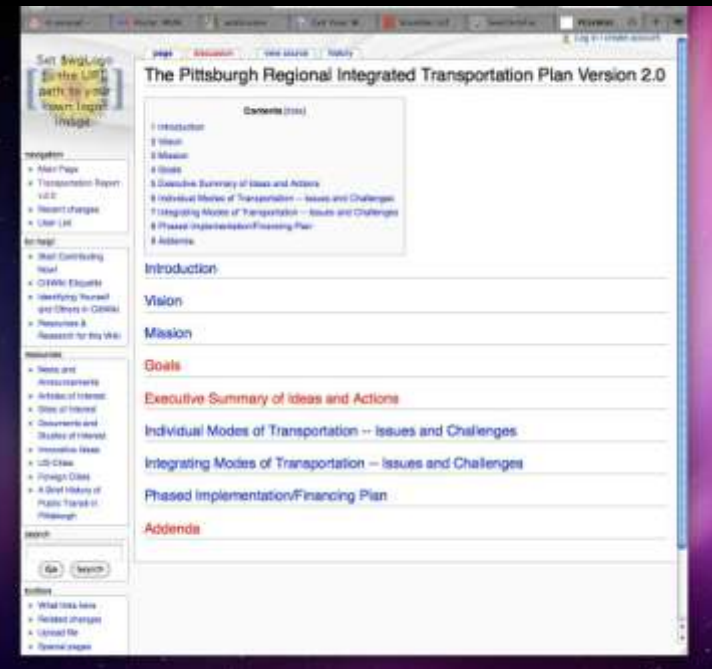 Log in / create account
page
discussion
view source
history
Set $wgLogo
to the URL
path to your
own logo
image.
The Pittsburgh Regional Integrated Transportation Plan Version 2.0
Contents [hide]
1 Introduction
2 Vision
3 Mission
4 Goals
5 Executive Summary of Ideas and Actions
6 Individual Modes of Transportation -- Issues and Challenges
7 Integrating Modes of Transportation -- Issues and Challenges
8 Phased Implementation/Financing Plan
9 Addenda
Introduction
Vision
Mission
Goals
Executive Summary of Ideas and Actions
Individual Modes of Transportation -- Issues and Challenges
Integrating Modes of Transportation -- Issues and Challenges
Phased Implementation/Financing Plan
Addenda
navigation
Main Page
Transportation Report
Recent changes
User List
for help!
Start Contributing
Now!
Etiquette
Identifying Yourself
and Others in
Resources &
Research for this Wiki
resources
News and
Announcements
Articles of Interest
Sites of Interest
Documents and
Studies of Interest
Innovative Ideas
US Cities
Foreign Cities
A Brief History of
Public Transit in
Pittsburgh
search
Go
Search
toolbox
What links here
Related changes
Upload file
Special pages